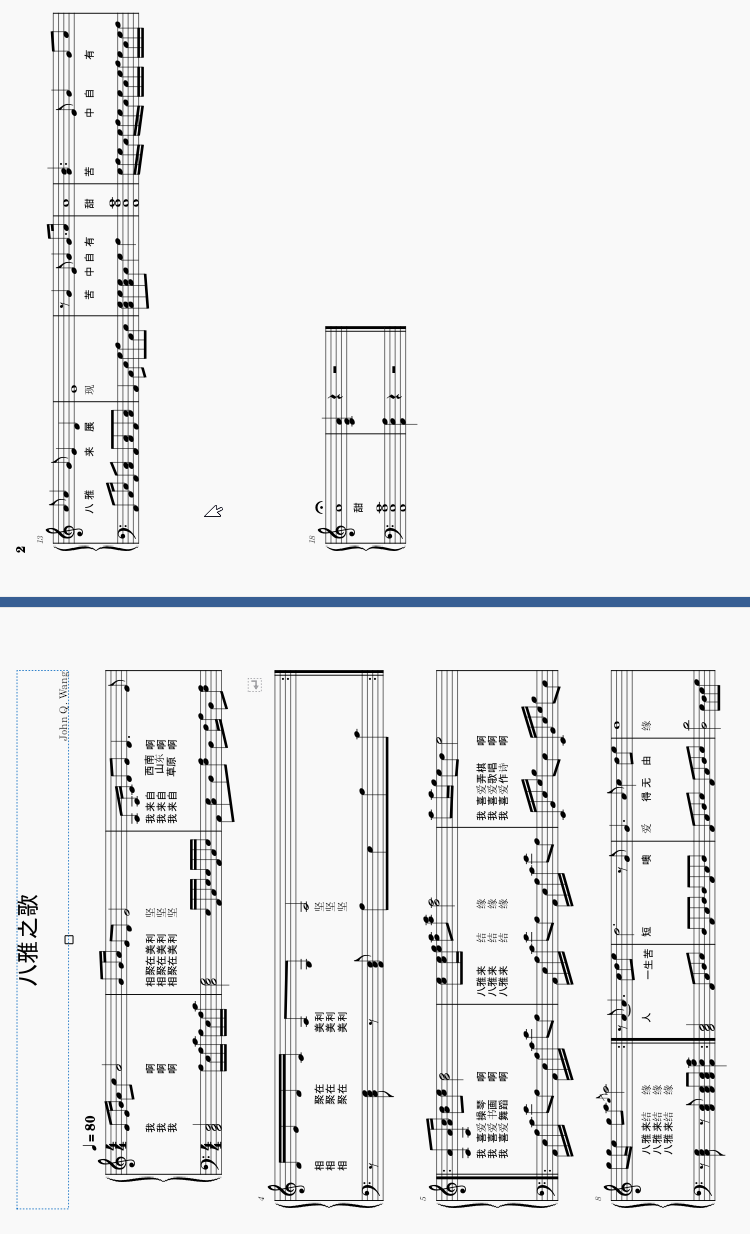 八雅之歌
John Q. Wang
♩= 80
我 啊 相聚在美利 坚 我来自 西南 啊
我 啊 相聚在美利 坚 我来自 山东 啊
我 啊 相聚在美利 坚 我来自 草原 啊
4
相 聚在 美利 坚
相 聚在 美利 坚
相 聚在 美利 坚
5
我 喜爱操琴 啊 八雅来 结 缘 我 喜爱弄棋 啊
我 喜爱书画 啊 八雅来 结 缘 我 喜爱歌唱 啊
我 喜爱舞蹈 啊 八雅来 结 缘 我 喜爱作诗 啊
8
八雅来结 缘 人 一生苦 短 噢 爱 得无 由 缘
八雅来结 缘
八雅来结 缘
2
13
八雅 来 展 现 苦 中自有 甜 苦 中自 有
18
甜